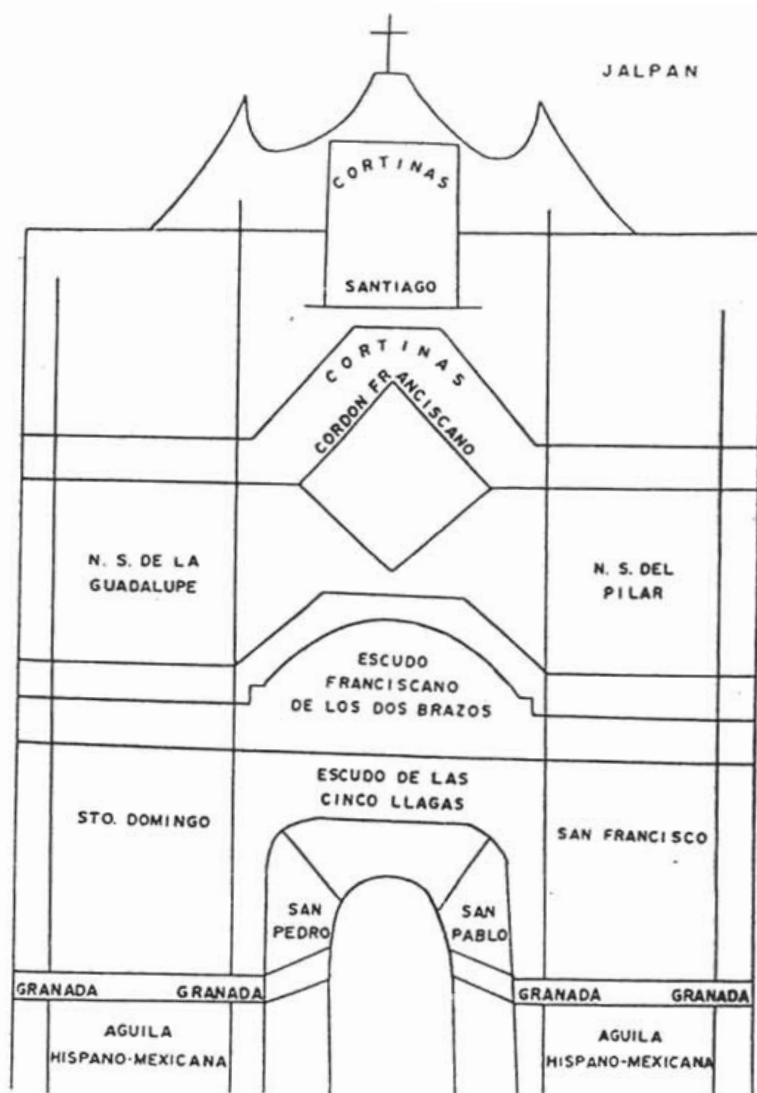 JALPAN
CORTINAS
SANTIAGO
CORTINAS
CORDON FRANCISCANO
N. S. DE LA
GUADALUPE
N. S. DEL
PILAR
ESCUDO
FRANCISCANO
DE LOS DOS BRAZOS
ESCUDO DE LAS
CINCO LLAGAS
STO. DOMINGO
SAN FRANCISCO
SAN
PEDRO
SAN
PABLO
GRANADA GRANADA GRANADA GRANADA
AGUILA
HISPANO-MEXICANA
AGUILA
HISPANO-MEXICANA